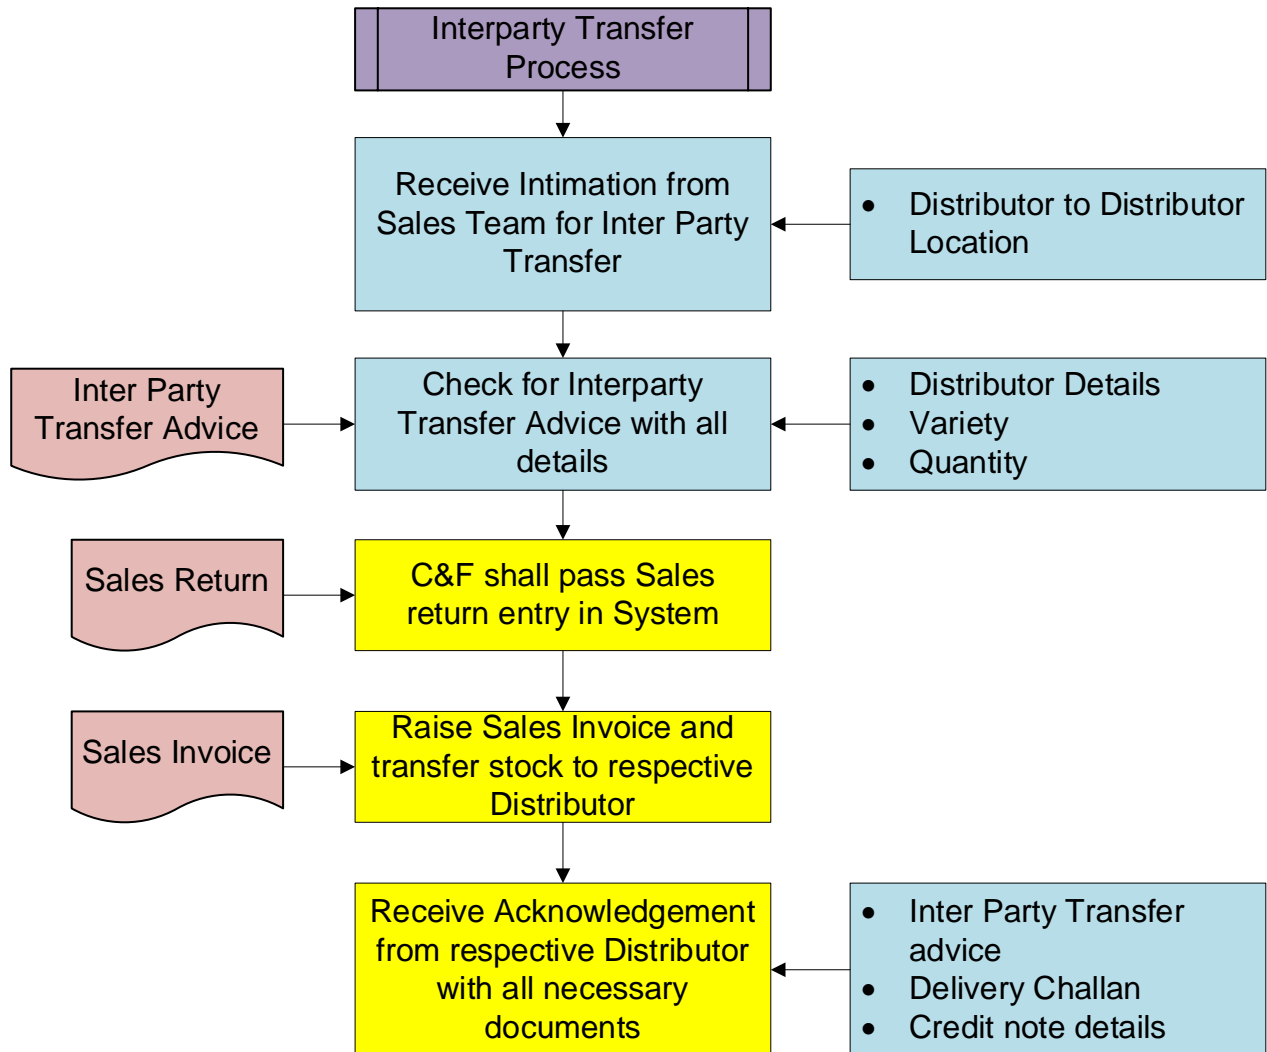 Interparty Transfer
Process
Receive Intimation from
Sales Team for Inter Party
Transfer
• Distributor to Distributor
Location
Inter Party
Transfer Advice
Check for Interparty
Transfer Advice with all
details
• Distributor Details
• Variety
• Quantity
Sales Return
C&F shall pass Sales
return entry in System
Sales Invoice
Raise Sales Invoice and
transfer stock to respective
Distributor
Receive Acknowledgement
from respective Distributor
with all necessary
documents
• Inter Party Transfer
advice
• Delivery Challan
• Credit note details